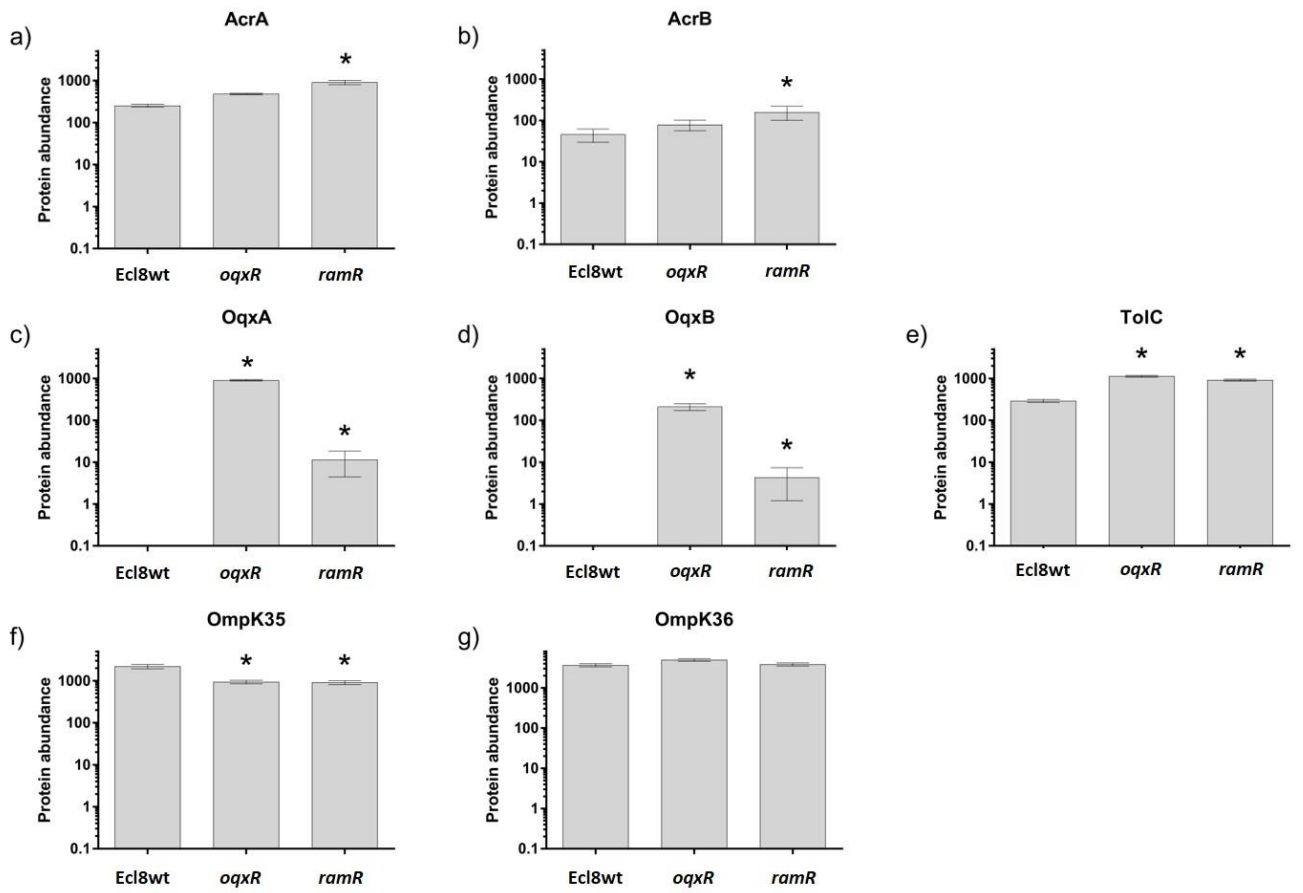 a)
AcrA
Protein abundance
1000
100
10
1
0.1
*
Ecl8wt oqxR ramR
b)
AcrB
Protein abundance
1000
100
10
1
0.1
*
Ecl8wt oqxR ramR
c)
OqxA
Protein abundance
1000
100
10
1
0.1
*
*
Ecl8wt oqxR ramR
d)
OqxB
Protein abundance
1000
100
10
1
0.1
*
*
Ecl8wt oqxR ramR
e)
TolC
Protein abundance
1000
100
10
1
0.1
* *
Ecl8wt oqxR ramR
f)
OmpK35
Protein abundance
1000
100
10
1
0.1
* *
Ecl8wt oqxR ramR
g)
OmpK36
Protein abundance
1000
100
10
1
0.1
Ecl8wt oqxR ramR